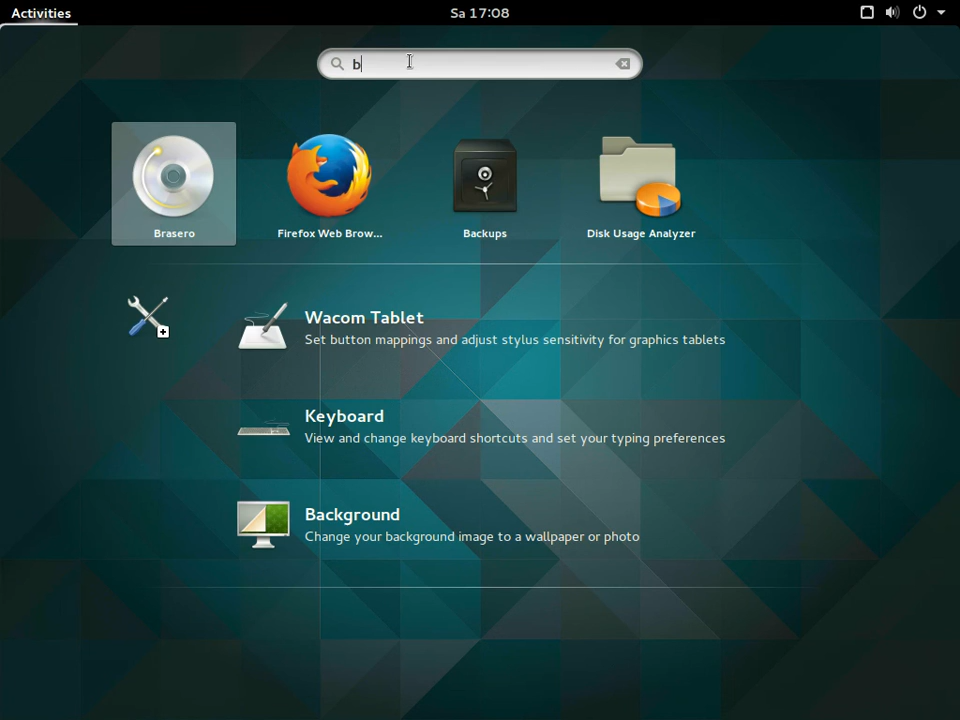 Activities
Sa 17:08
b
Brasero
Firefox Web Brow...
Backups
Disk Usage Analyzer
Wacom Tablet
Set button mappings and adjust stylus sensitivity for graphics tablets
Keyboard
View and change keyboard shortcuts and set your typing preferences
Background
Change your background image to a wallpaper or photo